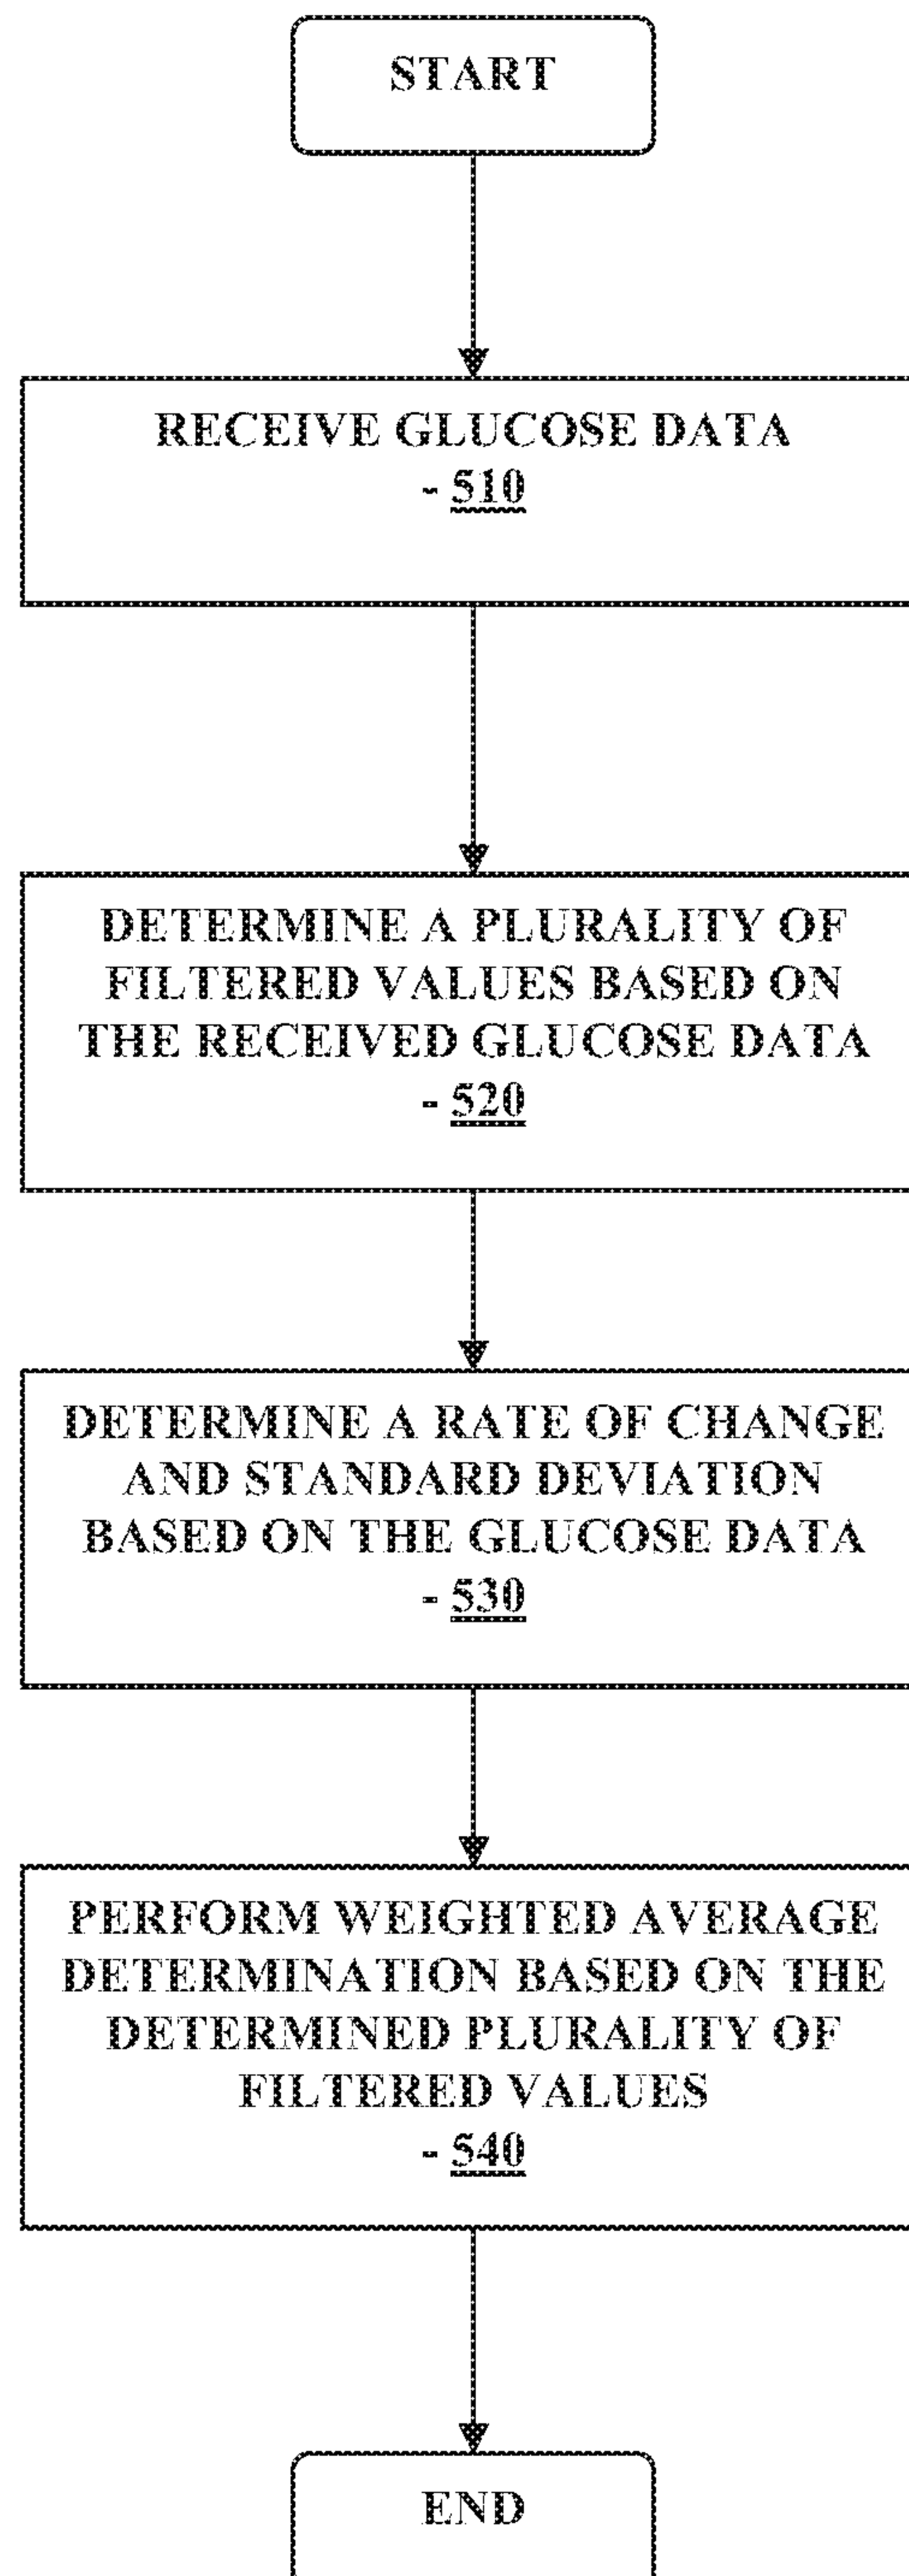 START
RECEIVE GLUCOSE DATA
- 510
DETERMINE A PLURALITY OF
FILTERED VALUES BASED ON
THE RECEIVED GLUCOSE DATA
- 520
DETERMINE A RATE OF CHANGE
AND STANDARD DEVIATION
BASED ON THE GLUCOSE DATA
- 530
PERFORM WEIGHTED AVERAGE
DETERMINATION BASED ON THE
DETERMINED PLURALITY OF
FILTERED VALUES
- 540
END